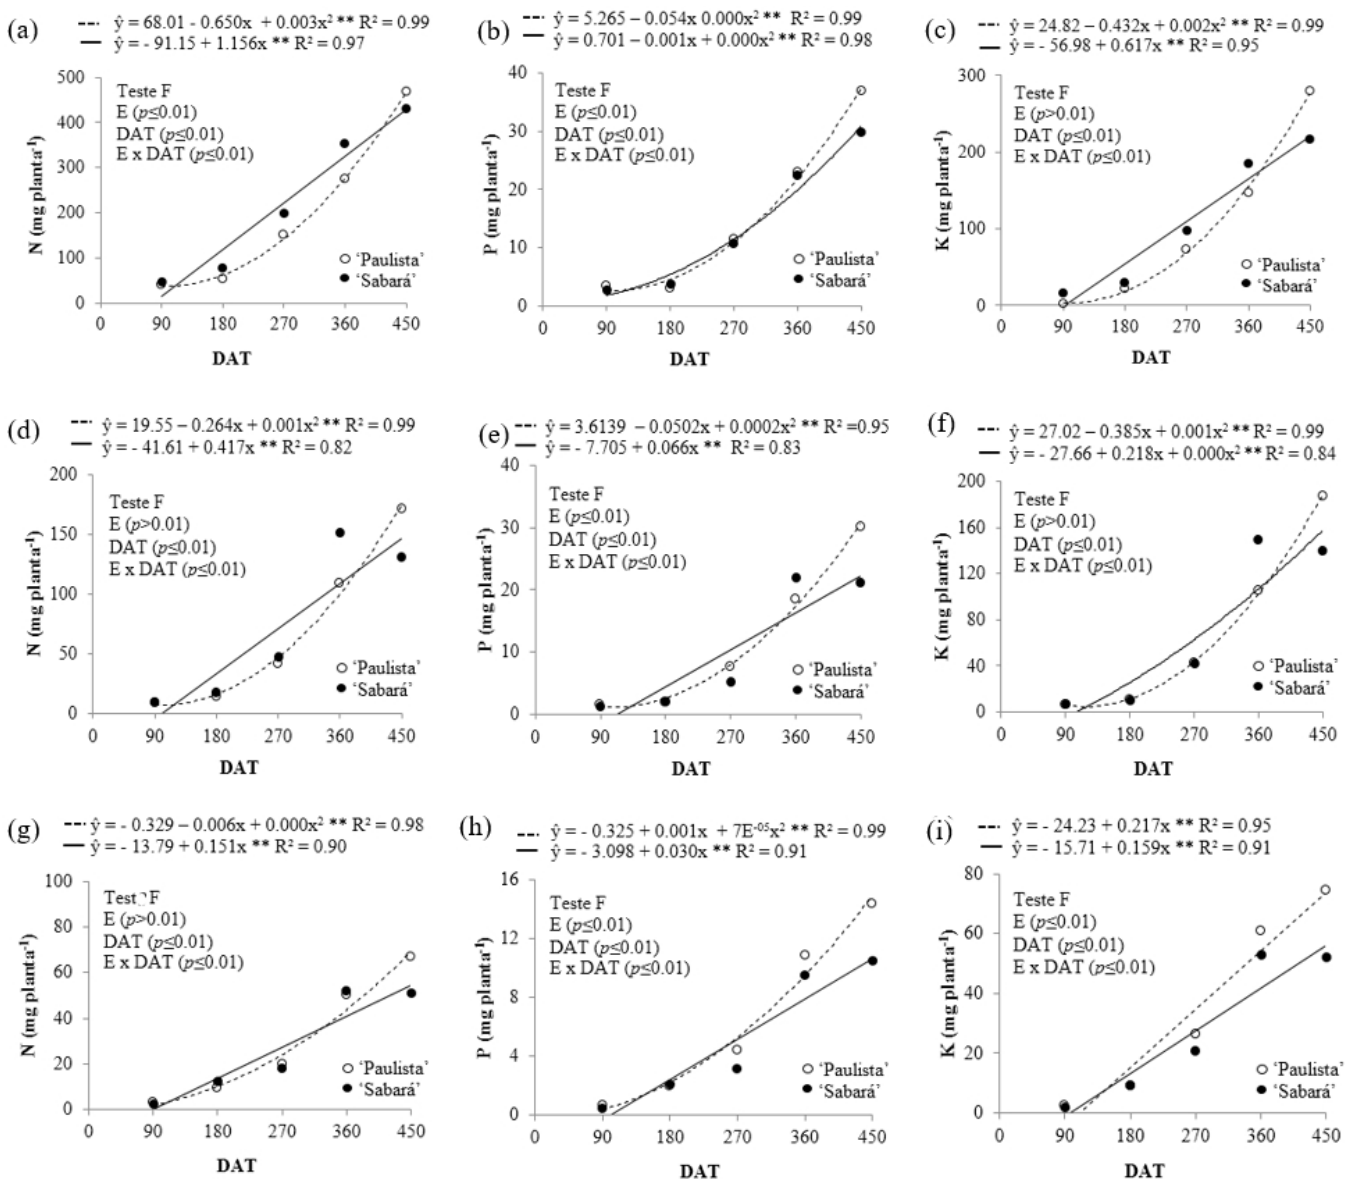 (a)
ŷ = 68.01 - 0.650x + 0.003x² ** R² = 0.99
ŷ = - 91.15 + 1.156x ** R² = 0.97
N (mg planta⁻¹)
500
400
300
200
100
0
Teste F
E (p≤0.01)
DAT (p≤0.01)
E x DAT (p≤0.01)
‘Paulista’
‘Sabará’
0 90 180 270 360 450
DAT
(b)
ŷ = 5.265 – 0.054x 0.000x² ** R² = 0.99
ŷ = 0.701 – 0.001x + 0.000x² ** R² = 0.98
P (mg planta⁻¹)
40
30
20
10
0
Teste F
E (p≤0.01)
DAT (p≤0.01)
E x DAT (p≤0.01)
‘Paulista’
‘Sabará’
0 90 180 270 360 450
DAT
(c)
ŷ = 24.82 – 0.432x + 0.002x² ** R² = 0.99
ŷ = - 56.98 + 0.617x ** R² = 0.95
K (mg planta⁻¹)
300
200
100
0
Teste F
E (p>0.01)
DAT (p≤0.01)
E x DAT (p≤0.01)
‘Paulista’
‘Sabará’
0 90 180 270 360 450
DAT
(d)
ŷ = 19.55 – 0.264x + 0.001x² ** R² = 0.99
ŷ = - 41.61 + 0.417x ** R² = 0.82
N (mg planta⁻¹)
200
150
100
50
0
Teste F
E (p>0.01)
DAT (p≤0.01)
E x DAT (p≤0.01)
‘Paulista’
‘Sabará’
0 90 180 270 360 450
DAT
(e)
ŷ = 3.6139 – 0.0502x + 0.0002x² ** R² =0.95
ŷ = - 7.705 + 0.066x ** R² = 0.83
P (mg planta⁻¹)
40
30
20
10
0
Teste F
E (p≤0.01)
DAT (p≤0.01)
E x DAT (p≤0.01)
‘Paulista’
‘Sabará’
0 90 180 270 360 450
DAT
(f)
ŷ = 27.02 – 0.385x + 0.001x² ** R² = 0.99
ŷ = - 27.66 + 0.218x + 0.000x² ** R² = 0.84
K (mg planta⁻¹)
200
160
120
80
40
0
Teste F
E (p>0.01)
DAT (p≤0.01)
E x DAT (p≤0.01)
‘Paulista’
‘Sabará’
0 90 180 270 360 450
DAT
(g)
ŷ = - 0.329 – 0.006x + 0.000x² ** R² = 0.98
ŷ = - 13.79 + 0.151x ** R² = 0.90
N (mg planta⁻¹)
100
80
60
40
20
0
F
E (p>0.01)
DAT (p≤0.01)
E x DAT (p≤0.01)
‘Paulista’
‘Sabará’
0 90 180 270 360 450
DAT
(h)
ŷ = - 0.325 + 0.001x + 7E⁻⁰⁵x² ** R² = 0.99
ŷ = - 3.098 + 0.030x ** R² = 0.91
P (mg planta⁻¹)
16
12
8
4
0
Teste F
E (p≤0.01)
DAT (p≤0.01)
E x DAT (p≤0.01)
‘Paulista’
‘Sabará’
0 90 180 270 360 450
DAT
(i)
ŷ = - 24.23 + 0.217x ** R² = 0.95
ŷ = - 15.71 + 0.159x ** R² = 0.91
K (mg planta⁻¹)
80
60
40
20
0
Teste F
E (p≤0.01)
DAT (p≤0.01)
E x DAT (p≤0.01)
‘Paulista’
‘Sabará’
0 90 180 270 360 450
DAT